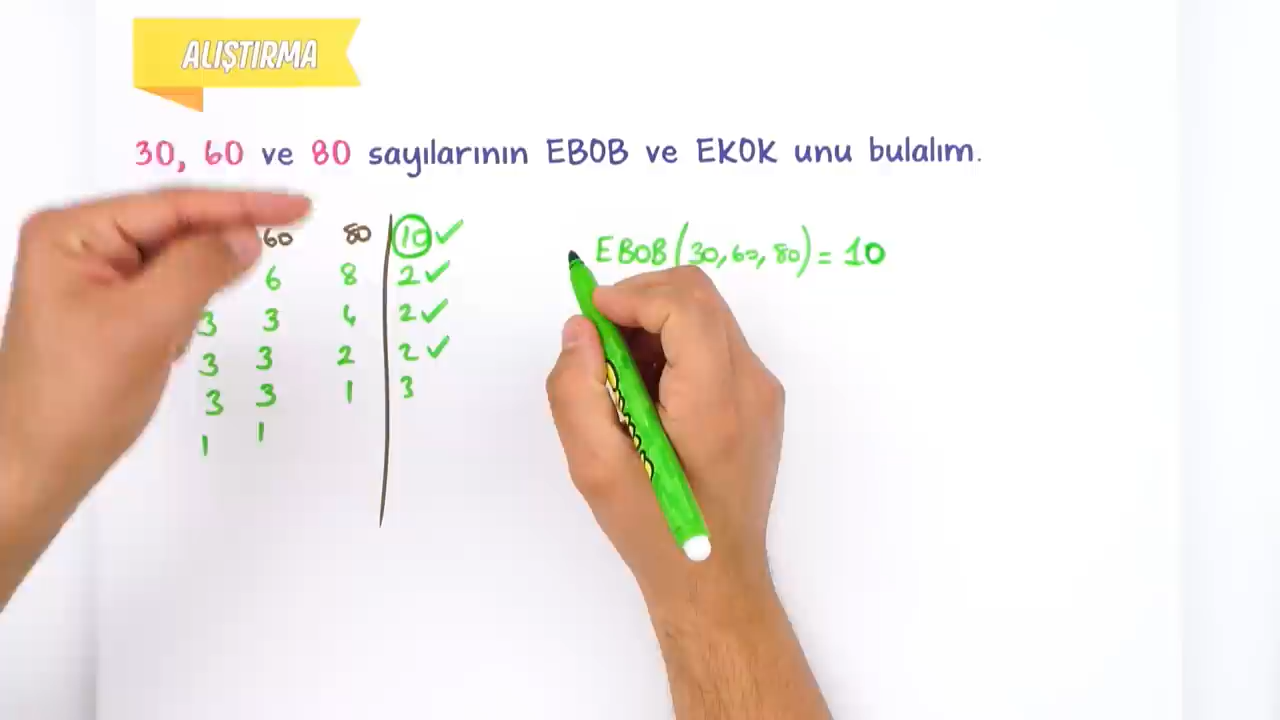 ALIŞTIRMA
30, 60 ve 80 sayılarının EBOB ve EKOK unu bulalım.
60 80 10 ✓
6 8 2 ✓
3 3 4 2 ✓
3 3 2 2 ✓
3 3 1 3
1 1
EBOB(30,60,80) = 10